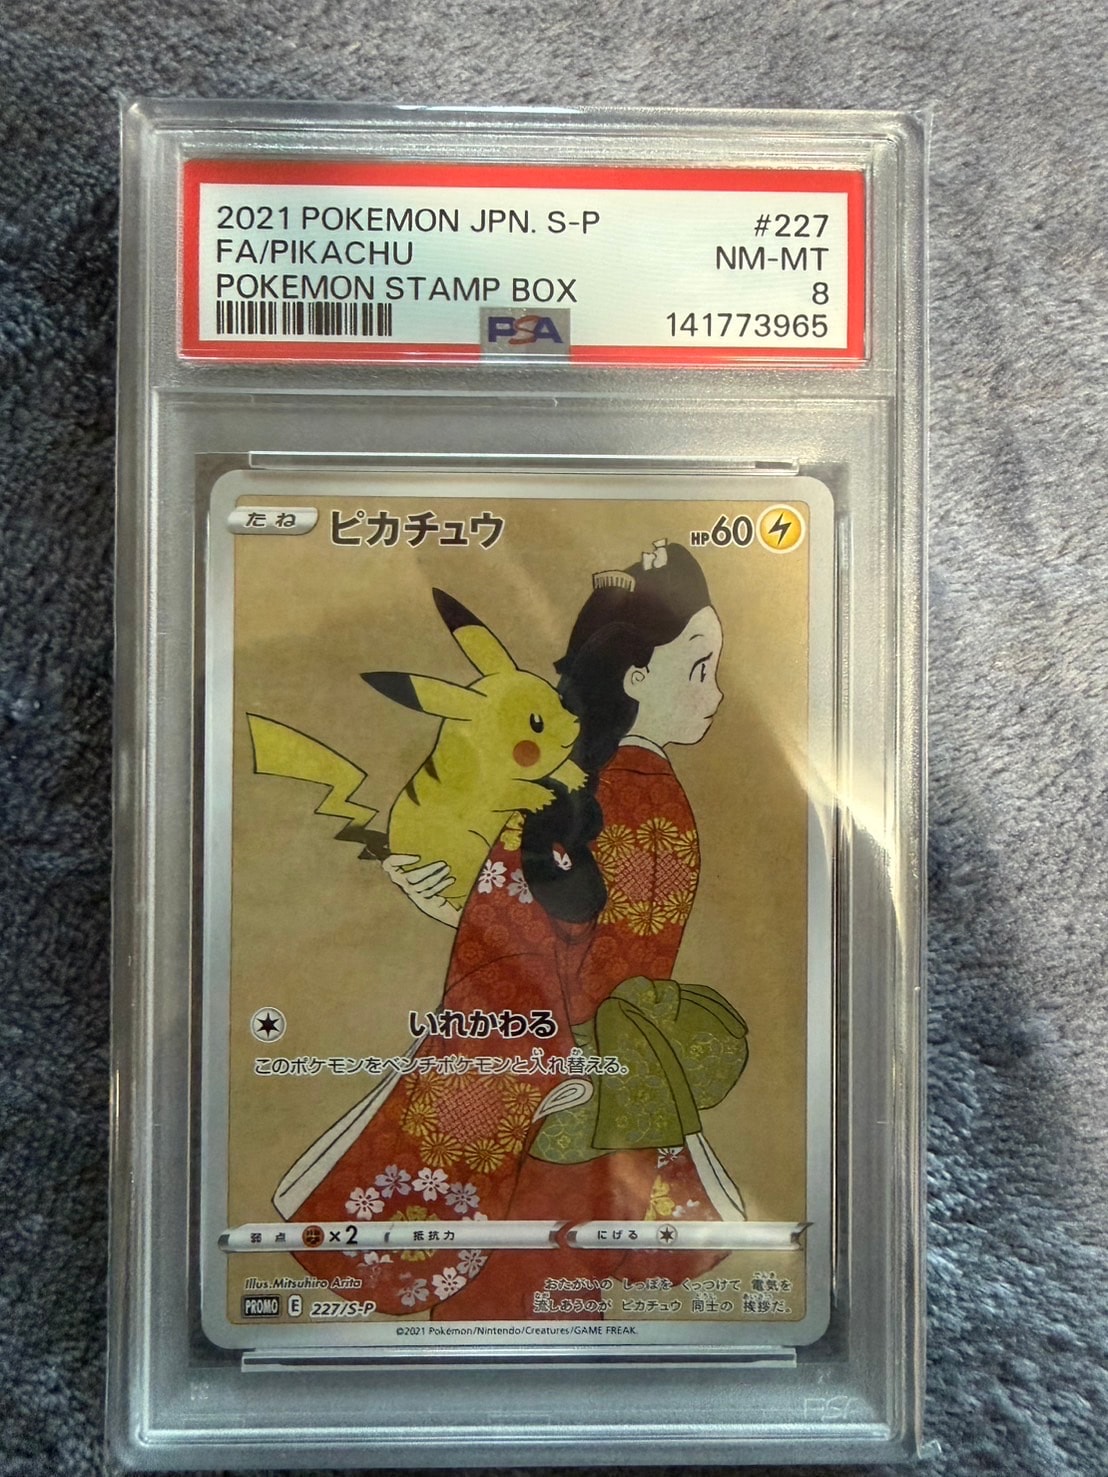 2021 POKEMON JPN. S-P #227
FA/PIKACHU NM-MT
POKEMON STAMP BOX 8
PSA 141773965
たね ピカチュウ HP60
いれかわる
このポケモンをベンチポケモンと入れ替える。
弱点 ×2 抵抗力 にげる
Illus. Mitsuhiro Arita
PROMO E 227/S-P
おたがいの しっぽを くっつけて 電気を
流しあうのが ピカチュウ 同士の 挨拶だ。
©2021 Pokémon/Nintendo/Creatures/GAME FREAK.
PSA